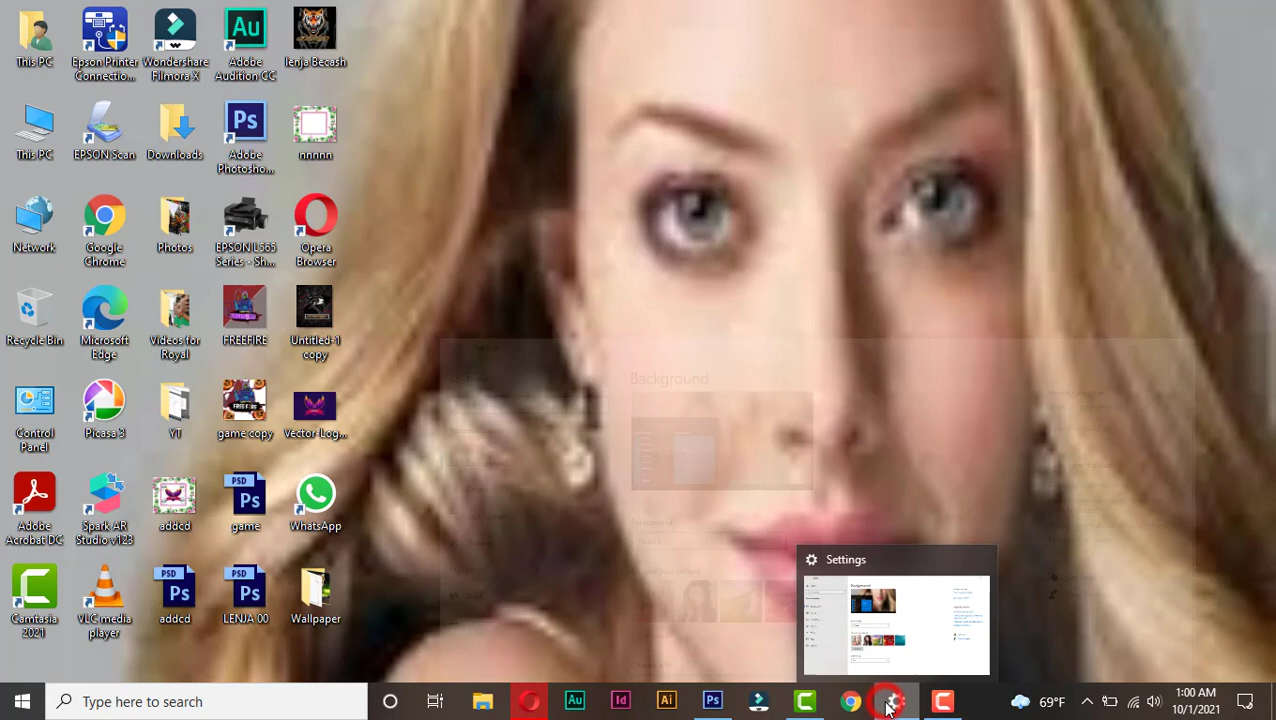 This PC
Epson Printer
Connectio...
Wondershare
Filmora X
Adobe
Audition CC
lenja Becash
This PC
EPSON Scan
Downloads
Adobe
Photosho...
nnnnn
Network
Google
Chrome
Photos
EPSON L555
Series - Sh...
Opera
Browser
Recycle Bin
Microsoft
Edge
Videos for
Royal
FREEFIRE
Untitled-1
copy
Control
Panel
Picasa 3
YT
game copy
Vector-Log...
Adobe
Acrobat DC
Spark AR
Studio v123
addcd
game
WhatsApp
Camtasia
2021
VLC media
player
addcd
LENJA 00
Wallpaper
Background
Settings
Background
Type here to search
69°F
1:00 AM
10/1/2021